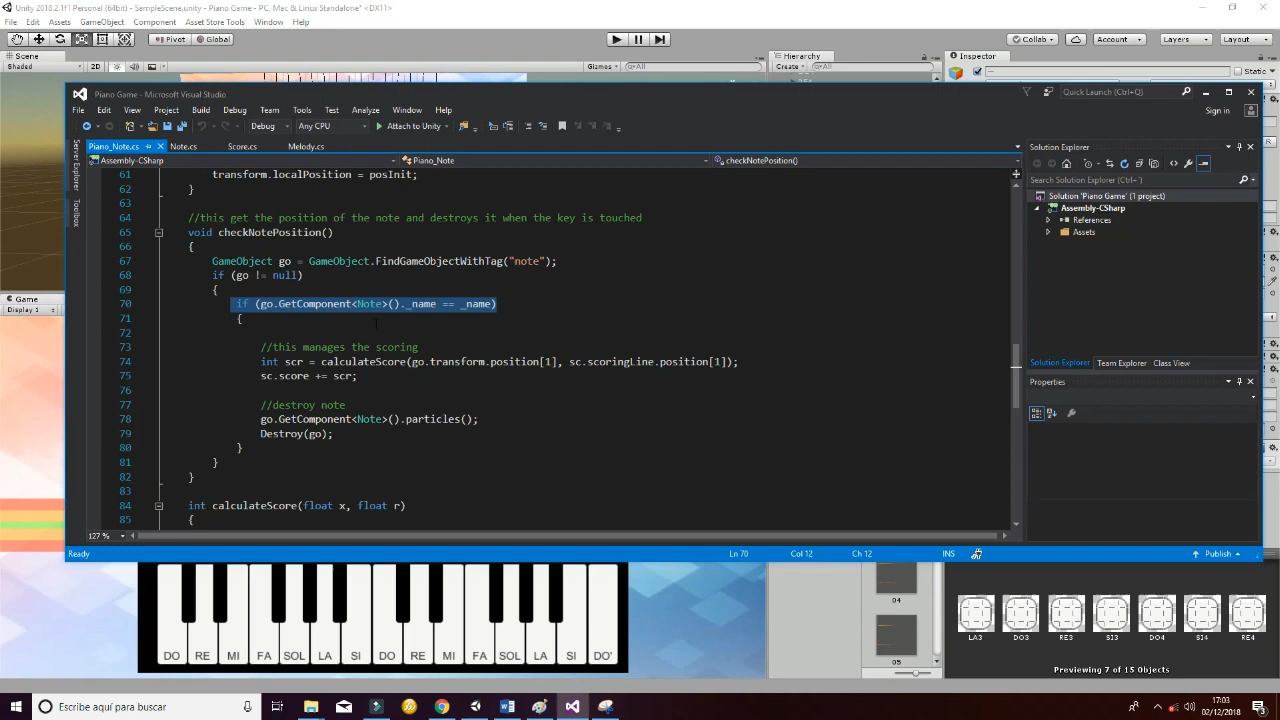 Unity 2018.2.1f1 Personal (64bit) - SampleScene.unity - Piano Game - PC, Mac & Linux Standalone* <DX11>
File Edit Assets GameObject Component Asset Store Tools Window Help
Pivot Global Collab Account Layers Layout
Scene Hierarchy Inspector
Shaded 2D Gizmos All Create All Static
Piano Game - Microsoft Visual Studio
Quick Launch (Ctrl+Q)
File Edit View Project Build Debug Team Tools Test Analyze Window Help
Sign in
Debug Any CPU Attach to Unity
Piano_Note.cs Note.cs Score.cs Melody.cs
Assembly-CSharp Piano_Note checkNotePosition()
Server Explorer
Toolbox
61 transform.localPosition = posInit;
62 }
63
64 //this get the position of the note and destroys it when the key is touched
65 void checkNotePosition()
66 {
67 GameObject go = GameObject.FindGameObjectWithTag("note");
68 if (go != null)
69 {
70 if (go.GetComponent<Note>()._name == _name)
71 {
72
73 //this manages the scoring
74 int scr = calculateScore(go.transform.position[1], sc.scoringLine.position[1]);
75 sc.score += scr;
76
77 //destroy note
78 go.GetComponent<Note>().particles();
79 Destroy(go);
80 }
81 }
82 }
83
84 int calculateScore(float x, float r)
85 {
127 %
Solution Explorer
Search Solution Explorer (Ctrl+´)
Solution 'Piano Game' (1 project)
Assembly-CSharp
References
Assets
Solution Explorer Team Explorer Class View
Properties
Ready Ln 70 Col 12 Ch 12 INS Publish
Game
Display 1
DO RE MI FA SOL LA SI DO RE MI FA SOL LA SI DO'
04
05
LA3 DO3 RE3 SI3 DO4 SI4 RE4
Previewing 7 of 15 Objects
Escribe aquí para buscar
17:03
02/12/2018